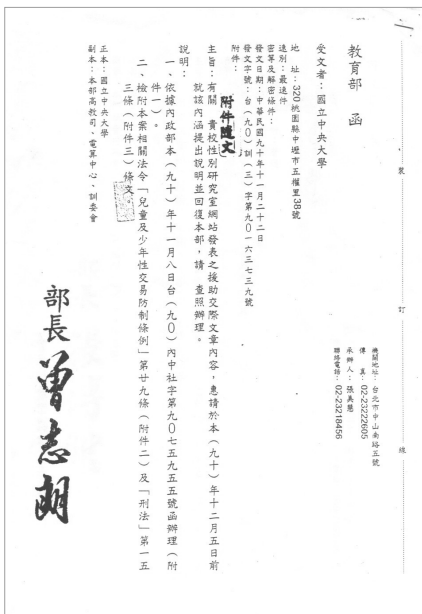 裝
訂
線
教育部　函
機關地址：台北市中山南路五號
傳　真：02-23222605
承辦人：張美慧
聯絡電話：02-23218456
受文者：國立中央大學
地　址：320 桃園縣中壢市五權里38號
速別：最速件
密等及解密條件：
發文日期：中華民國九十年十一月二十二日
發文字號：台（九０）訓（三）字第九０一六三七三九號
附件：
附件隨文
主旨：有關　貴校性別研究室網站發表之援助交際文章內容，惠請於本（九十）年十二月五日前
就該內涵提出說明並回復本部，請　查照辦理。
說明：
一、依據內政部本（九十）年十一月八日台（九０）內中社字第九０七五九五五號函辦理（附
件一）。
二、檢附本案相關法令「兒童及少年性交易防制條例」第廿九條（附件二）及「刑法」第一五
三條（附件三）條文。
正本：國立中央大學
副本：本部高教司、電算中心、訓委會
部長 曾志朗